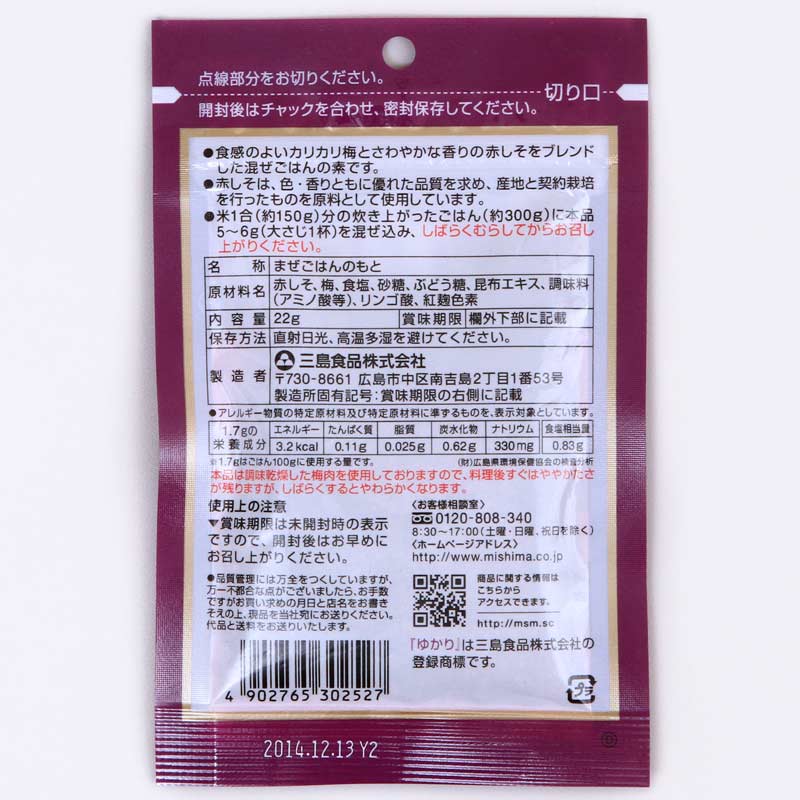 点線部分をお切りください。
切り口
開封後はチャックを合わせ、密封保存してください。
●食感のよいカリカリ梅とさわやかな香りの赤しそをブレンド
した混ぜごはんの素です。
●赤しそは、色・香りともに優れた品質を求め、産地と契約栽培
を行ったものを原料として使用しています。
●米1合(約150g)分の炊き上がったごはん(約300g)に本品
5〜6g(大さじ1杯)を混ぜ込み、しばらくむらしてからお召し
上がりください。
名称 まぜごはんのもと
原材料名 赤しそ、梅、食塩、砂糖、ぶどう糖、昆布エキス、調味料
(アミノ酸等)、リンゴ酸、紅麹色素
内容量 22g 賞味期限 欄外下部に記載
保存方法 直射日光、高温多湿を避けてください。
製造者 三島食品株式会社
〒730-8661 広島市中区南吉島2丁目1番53号
製造所固有記号:賞味期限の右側に記載
●アレルギー物質の特定原材料及び特定原材料に準ずるものを、表示対象としています。
1.7gの栄養成分 エネルギー たんぱく質 脂質 炭水化物 ナトリウム 食塩相当量
3.2kcal 0.11g 0.025g 0.62g 330mg 0.83g
※1.7gはごはん100gに使用する量です。 (財)広島県環境保健協会の検査分析
本品は調味乾燥した梅肉を使用しておりますので、料理後すぐはややかたさ
が残りますが、しばらくするとやわらかくなります。
使用上の注意
▼賞味期限は未開封時の表示
ですので、開封後はお早めに
お召し上がりください。
●品質管理には万全をつくしていますが、
万一不都合な点がございましたら、お手数
ですがお買い求めの月日と店名をお書き
そえの上、現品を当社宛にお送りください。
代品と送料をお送りいたします。
〈お客様相談室〉
0120-808-340
8:30〜17:00(土曜・日曜、祝日を除く)
〈ホームページアドレス〉
http://www.mishima.co.jp
商品に関する情報は
こちらから
アクセスできます。
http://msm.sc
『ゆかり』は三島食品株式会社の
登録商標です。
4 902765 302527
プラ
2014.12.13 Y2